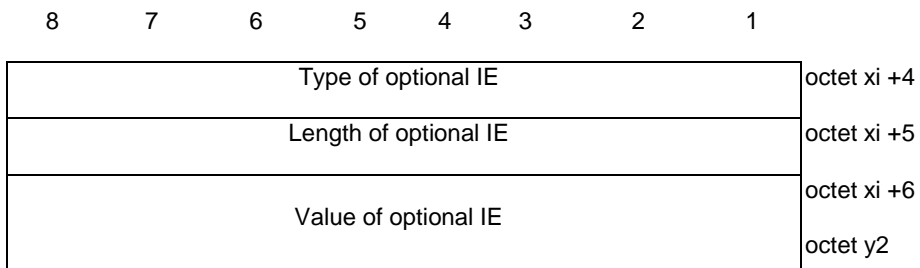 8 7 6 5 4 3 2 1
Type of optional IE octet xi +4
Length of optional IE octet xi +5
octet xi +6
Value of optional IE
octet y2